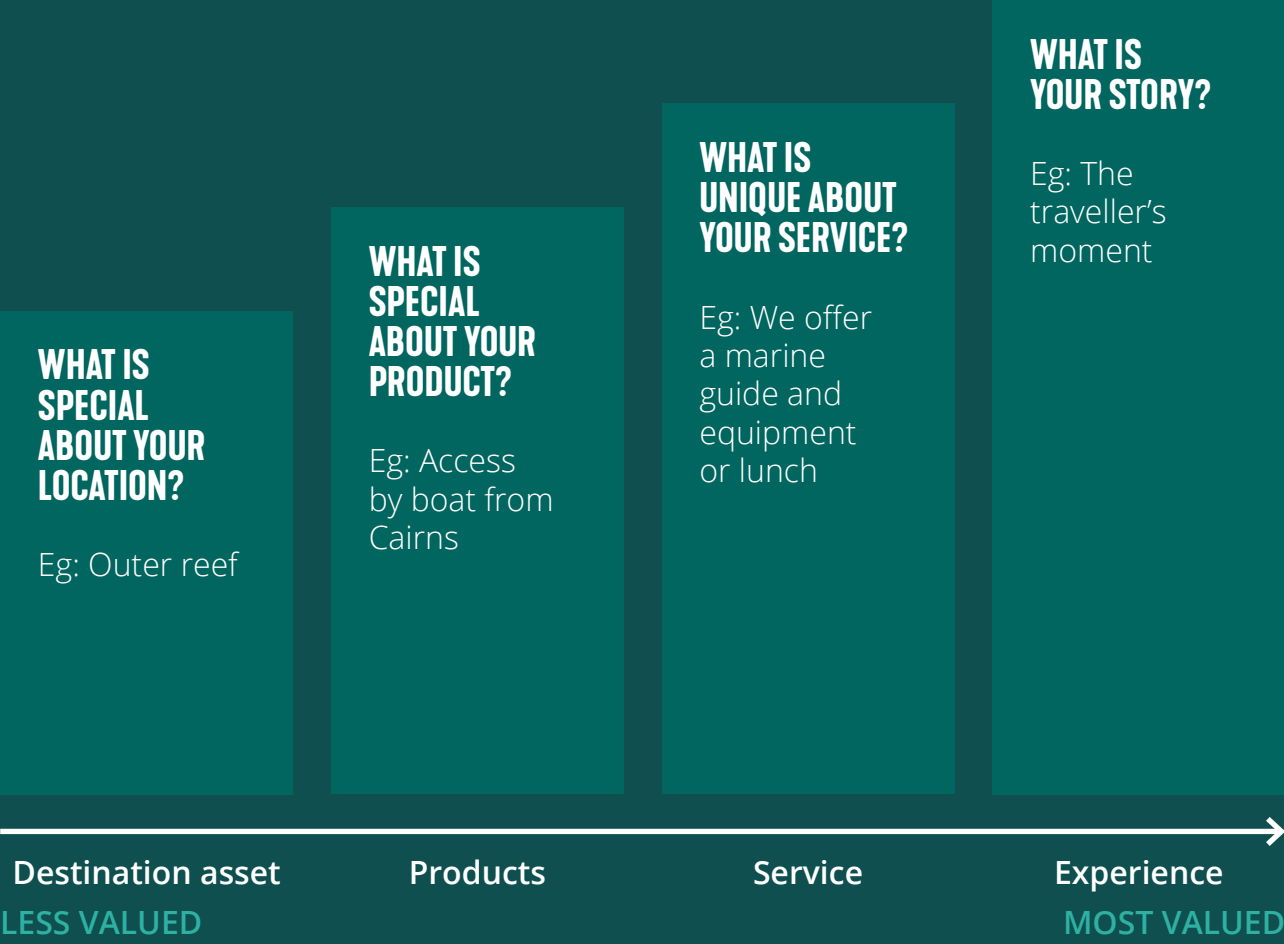 WHAT IS
SPECIAL
ABOUT YOUR
LOCATION?
Eg: Outer reef
WHAT IS
SPECIAL
ABOUT YOUR
PRODUCT?
Eg: Access
by boat from
Cairns
WHAT IS
UNIQUE ABOUT
YOUR SERVICE?
Eg: We offer
a marine
guide and
equipment
or lunch
WHAT IS
YOUR STORY?
Eg: The
traveller’s
moment
Destination asset
Products
Service
Experience
LESS VALUED
MOST VALUED